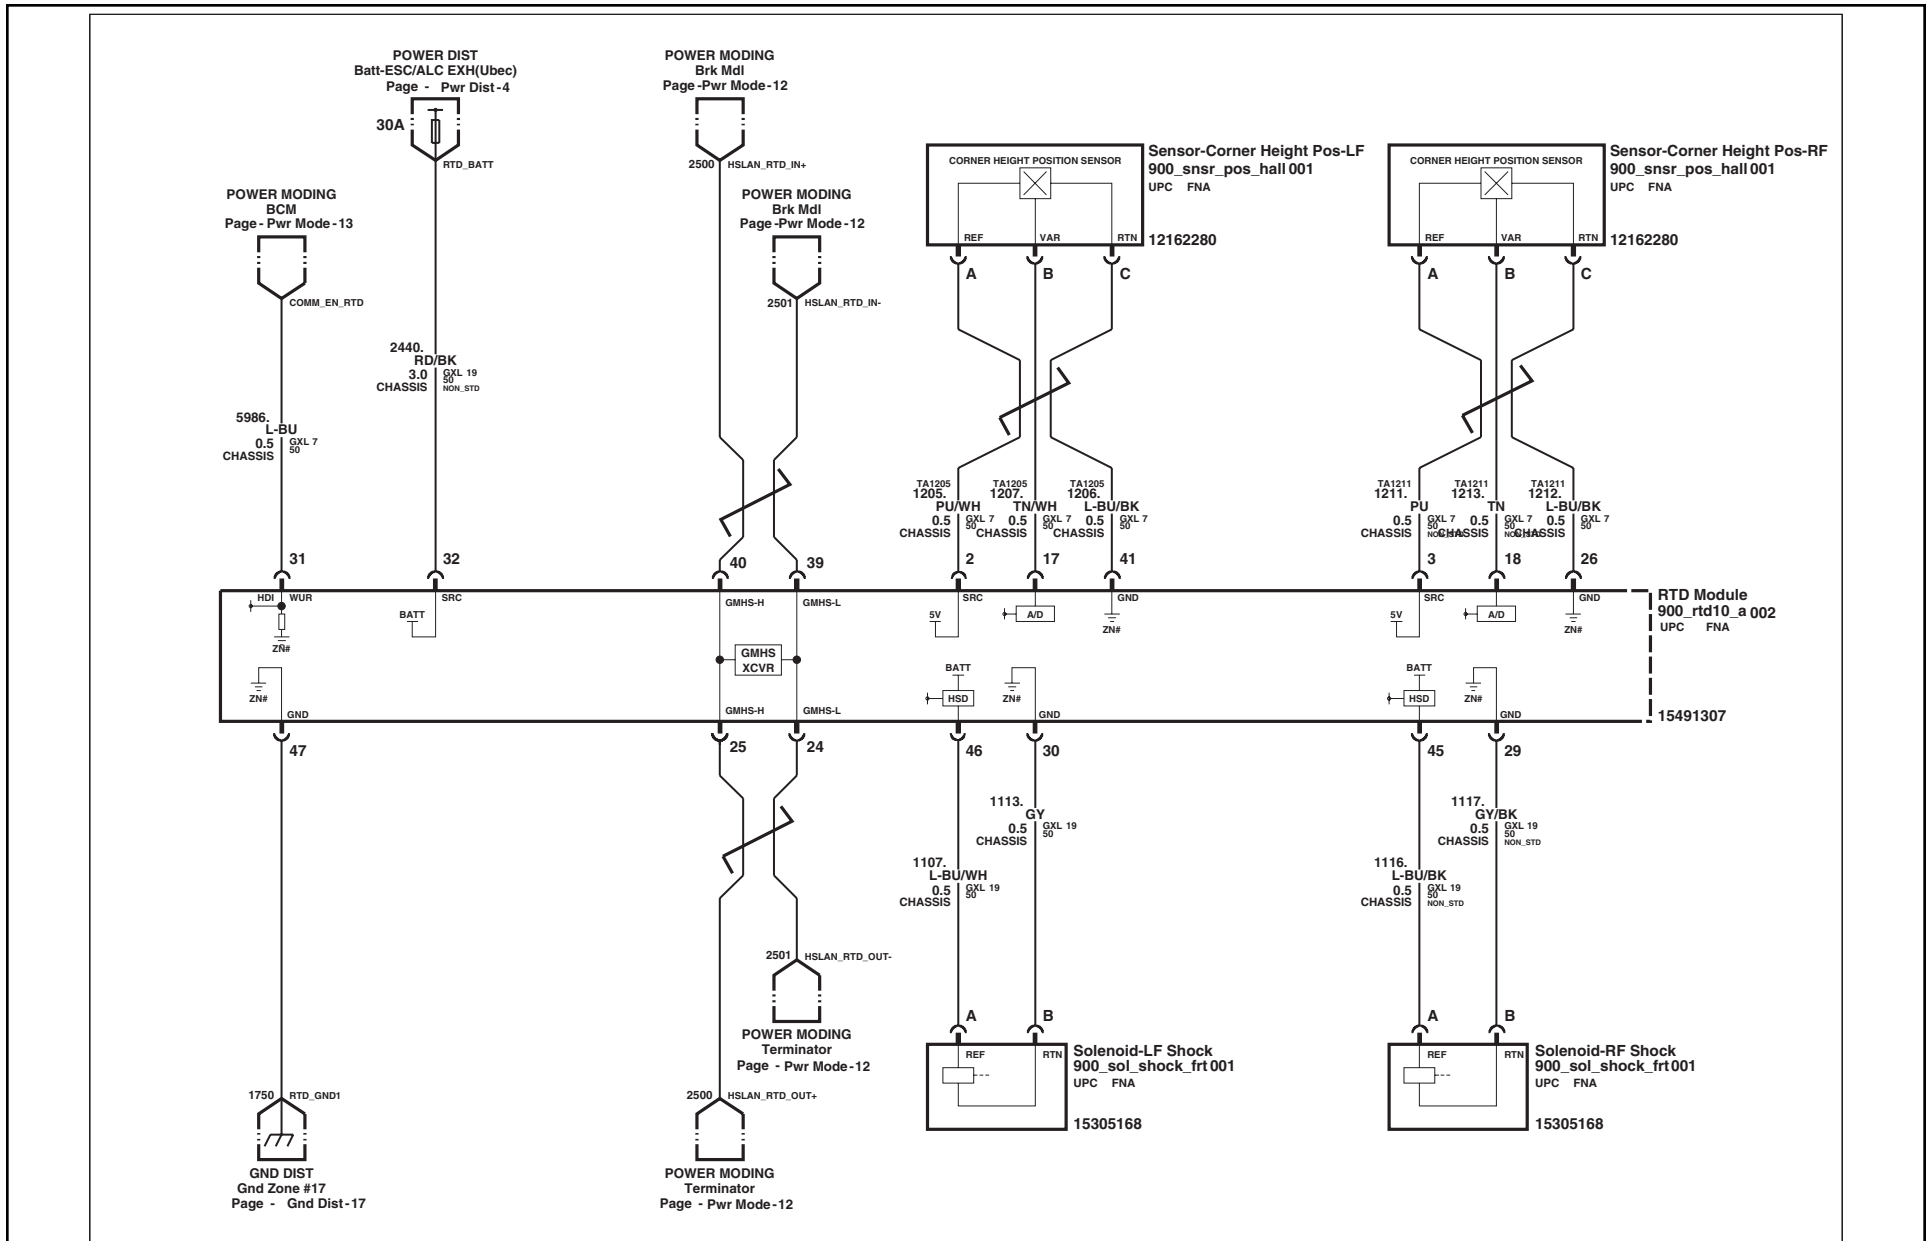 POWER DIST
Batt-ESC/ALC EXH(Ubec)
Page - Pwr Dist-4
30A
RTD_BATT
POWER MODING
Brk Mdl
Page-Pwr Mode-12
2500 HSLAN_RTD_IN+
POWER MODING
BCM
Page-Pwr Mode-13
COMM_EN_RTD
POWER MODING
Brk Mdl
Page-Pwr Mode-12
2501 HSLAN_RTD_IN-
CORNER HEIGHT POSITION SENSOR
REF VAR RTN
A B C
Sensor-Corner Height Pos-LF
900_snsr_pos_hall 001
UPC FNA
12162280
CORNER HEIGHT POSITION SENSOR
REF VAR RTN
A B C
Sensor-Corner Height Pos-RF
900_snsr_pos_hall 001
UPC FNA
12162280
2440.
RD/BK
3.0 GXL 19
50
CHASSIS NON_STD
5986.
L-BU
0.5 GXL 7
50
CHASSIS
TA1205
1205.
PU/WH
0.5 GXL 7
50
CHASSIS
TA1205
1207.
TN/WH
0.5 GXL 7
50
CHASSIS
TA1205
1206.
L-BU/BK
0.5 GXL 7
50
CHASSIS
TA1211
1211.
PU
0.5 GXL 7
50
CHASSIS NON_STD
TA1211
1213.
TN
0.5 GXL 7
50
CHASSIS NON_STD
TA1211
1212.
L-BU/BK
0.5 GXL 7
50
CHASSIS
31 32 40 39 2 17 41 3 18 26
HDI WUR
ZN#
SRC
BATT
GMHS-H GMHS-L
GMHS
XCVR
GMHS-H GMHS-L
SRC
5V
A/D
GND
ZN#
SRC
5V
A/D
GND
ZN#
ZN#
GND
BATT
HSD
ZN#
GND
BATT
HSD
ZN#
GND
RTD Module
900_rtd10_a 002
UPC FNA
15491307
47 25 24 46 30 45 29
1113.
GY
0.5 GXL 19
50
CHASSIS
1107.
L-BU/WH
0.5 GXL 19
50
CHASSIS
1117.
GY/BK
0.5 GXL 19
50
CHASSIS NON_STD
1116.
L-BU/BK
0.5 GXL 19
50
CHASSIS NON_STD
2501 HSLAN_RTD_OUT-
POWER MODING
Terminator
Page - Pwr Mode-12
1750 RTD_GND1
GND DIST
Gnd Zone #17
Page - Gnd Dist-17
2500 HSLAN_RTD_OUT+
POWER MODING
Terminator
Page - Pwr Mode-12
A B
REF RTN
Solenoid-LF Shock
900_sol_shock_frt 001
UPC FNA
15305168
A B
REF RTN
Solenoid-RF Shock
900_sol_shock_frt 001
UPC FNA
15305168